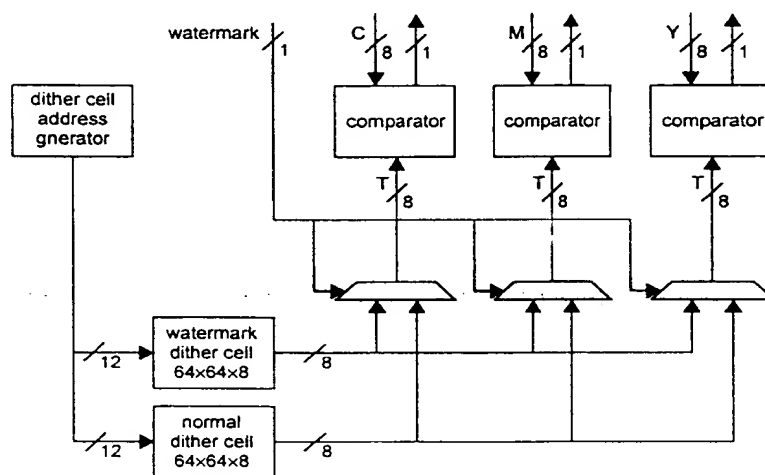 watermark
1
C
8
1
M
8
1
Y
8
1
dither cell
address
gnerator
comparator
comparator
comparator
T
8
T
8
T
8
12
watermark
dither cell
64×64×8
8
12
normal
dither cell
64×64×8
8